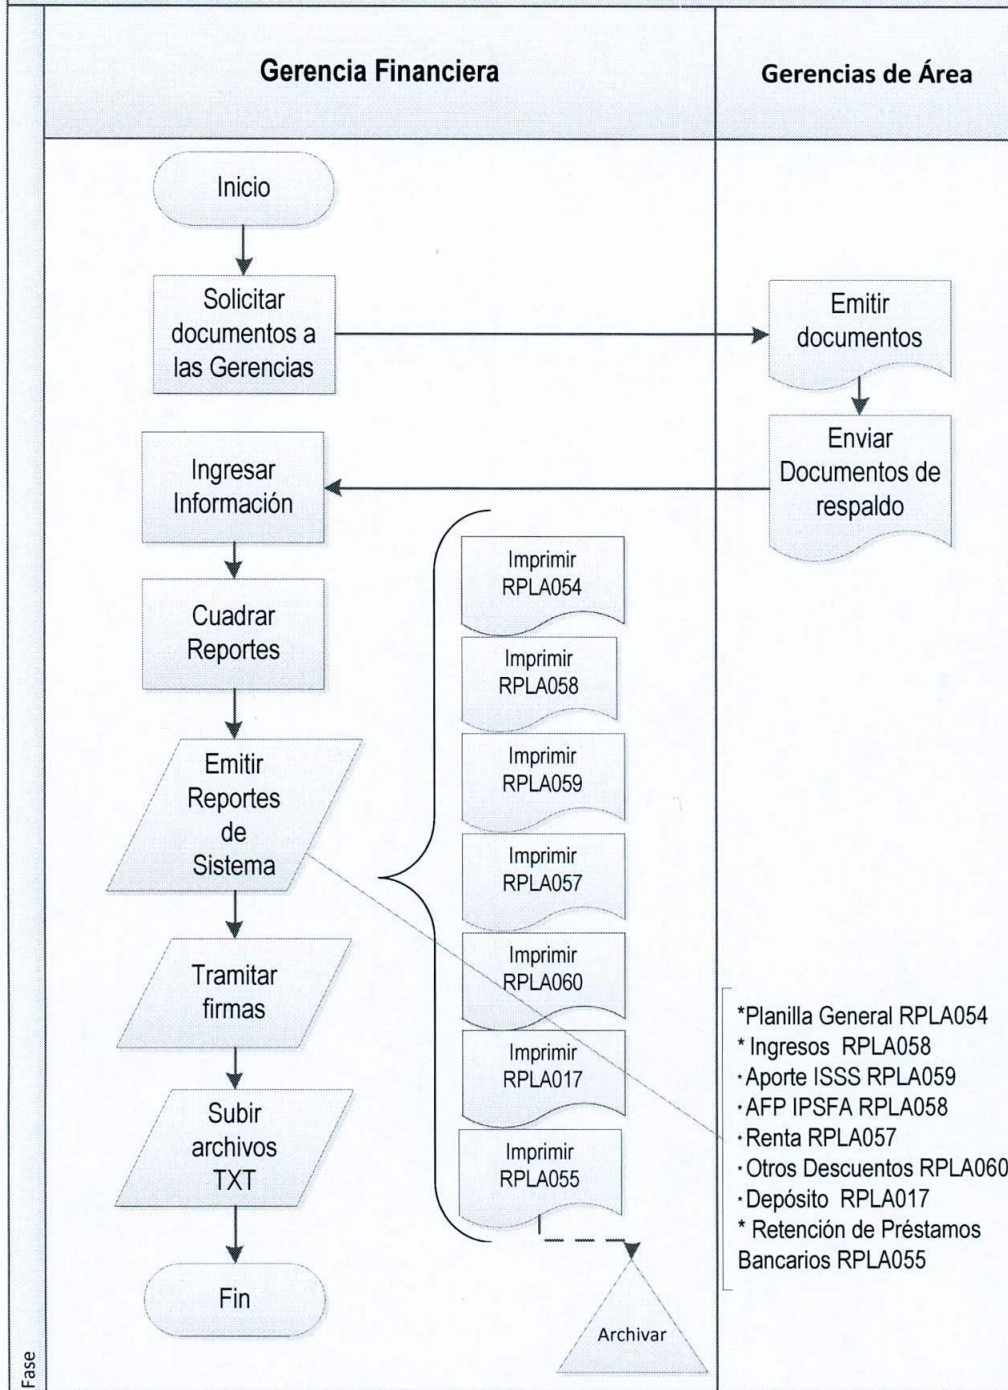 Gerencia Financiera
Gerencias de Área
Inicio
Solicitar
documentos a
las Gerencias
Emitir
documentos
Enviar
Documentos de
respaldo
Ingresar
Información
Cuadrar
Reportes
Emitir
Reportes
de
Sistema
Tramitar
firmas
Subir
archivos
TXT
Fin
Imprimir
RPLA054
Imprimir
RPLA058
Imprimir
RPLA059
Imprimir
RPLA057
Imprimir
RPLA060
Imprimir
RPLA017
Imprimir
RPLA055
Archivar
*Planilla General RPLA054
* Ingresos RPLA058
·Aporte ISSS RPLA059
·AFP IPSFA RPLA058
·Renta RPLA057
·Otros Descuentos RPLA060
·Depósito RPLA017
* Retención de Préstamos
Bancarios RPLA055
Fase